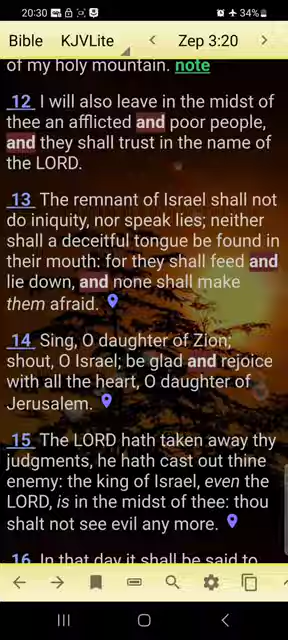 20:30 34%
Bible KJVLite < Zep 3:20 >
of my holy mountain. note
12 I will also leave in the midst of
thee an afflicted and poor people,
and they shall trust in the name of
the LORD.
13 The remnant of Israel shall not
do iniquity, nor speak lies; neither
shall a deceitful tongue be found in
their mouth: for they shall feed and
lie down, and none shall make
them afraid.
14 Sing, O daughter of Zion;
shout, O Israel; be glad and rejoice
with all the heart, O daughter of
Jerusalem.
15 The LORD hath taken away thy
judgments, he hath cast out thine
enemy: the king of Israel, even the
LORD, is in the midst of thee: thou
shalt not see evil any more.
16 In that day it shall be said to